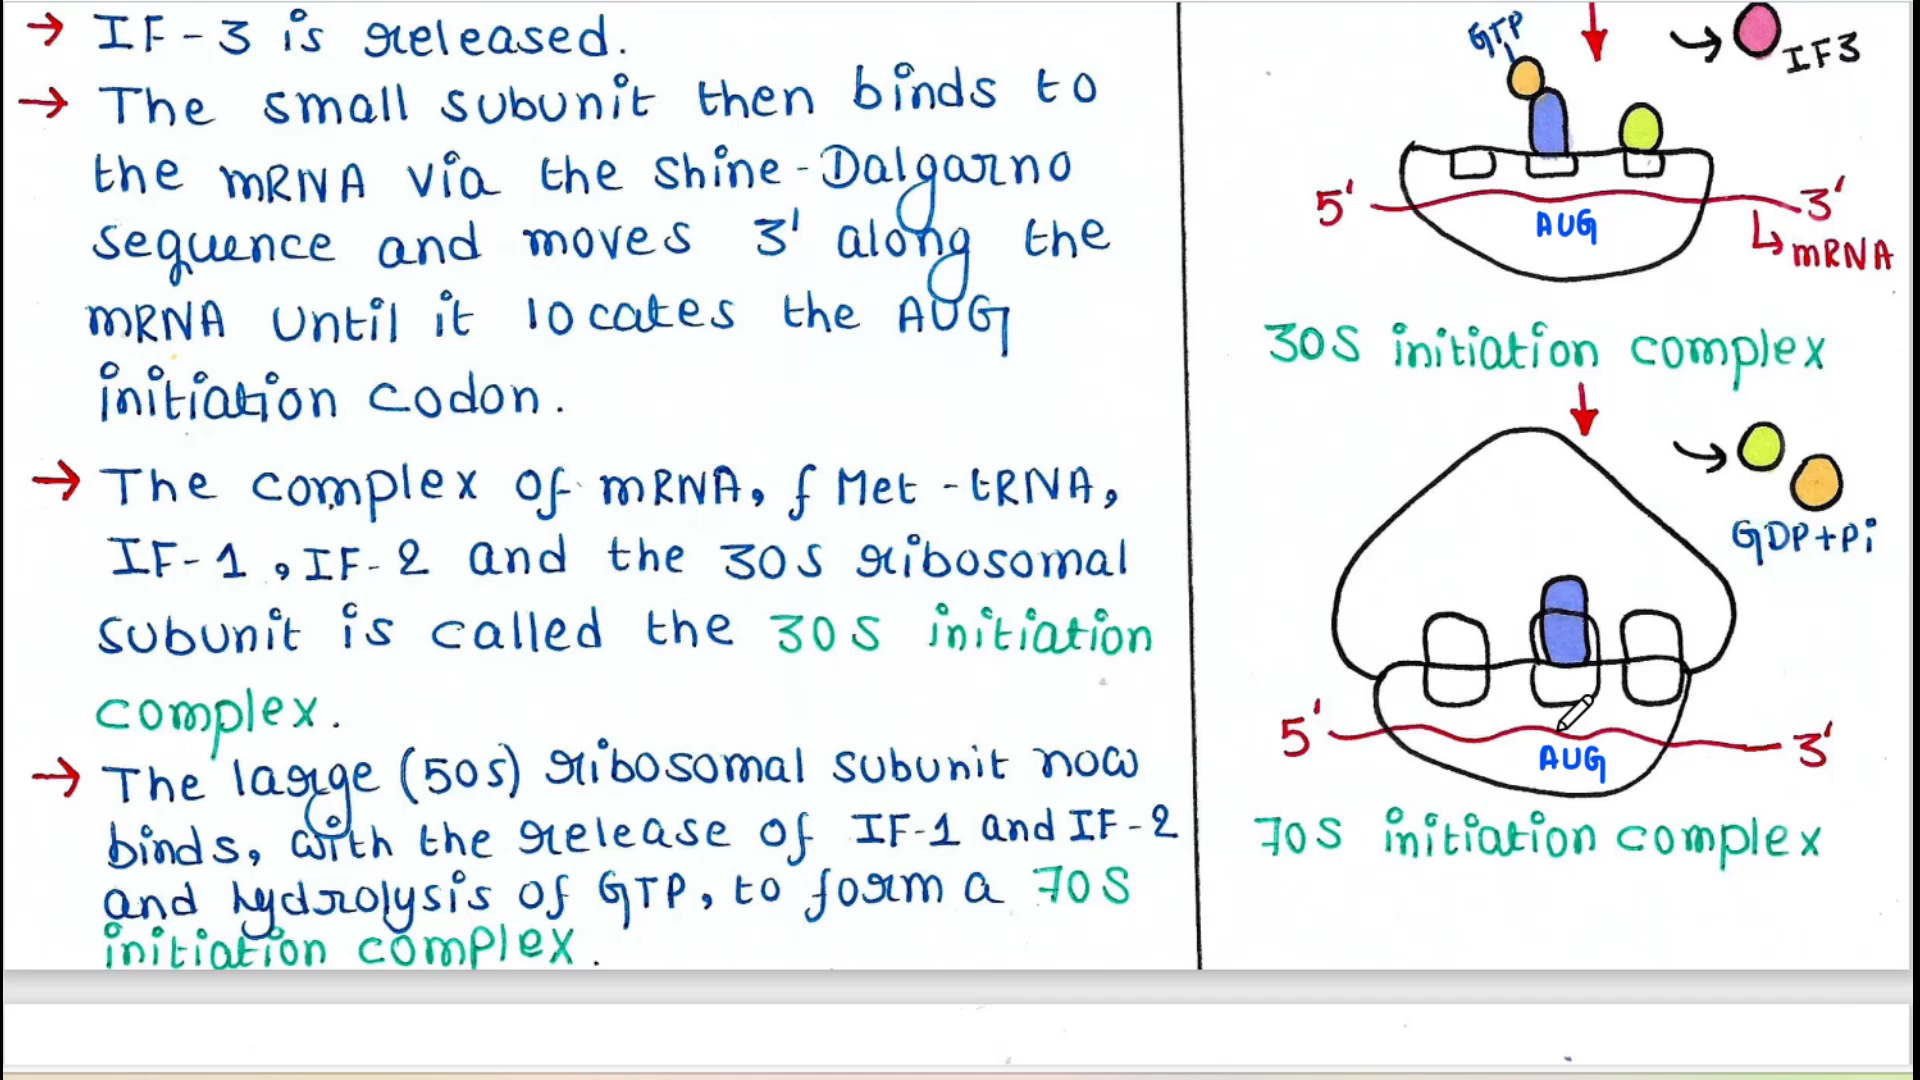 → IF-3 is released.
→ The small subunit then binds to
the mRNA via the Shine-Dalgarno
sequence and moves 3' along the
mRNA until it locates the AUG
initiation codon.
→ The complex of mRNA, f Met-tRNA,
IF-1, IF-2 and the 30S ribosomal
subunit is called the 30S initiation
complex.
→ The large (50S) ribosomal subunit now
binds, with the release of IF-1 and IF-2
and hydrolysis of GTP, to form a 70S
initiation complex.
GTP
IF3
5'
3'
AUG
mRNA
30S initiation complex
GDP+Pi
5'
3'
AUG
70S initiation complex